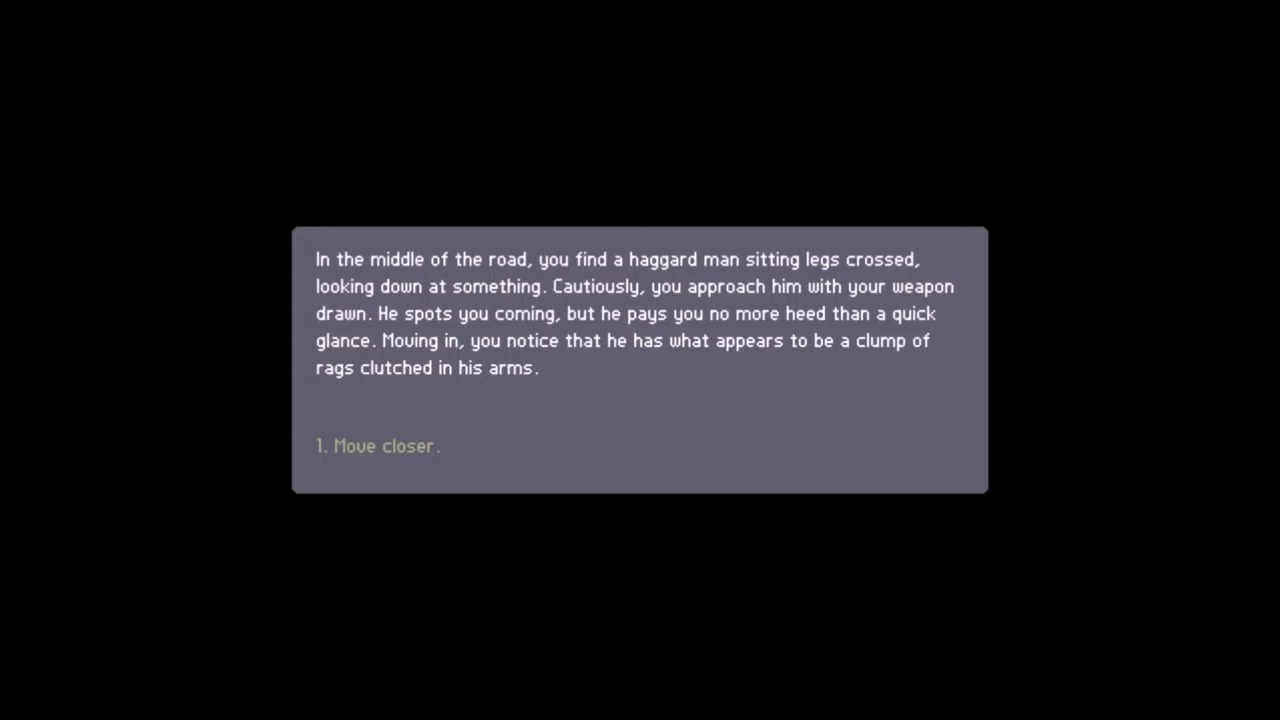 In the middle of the road, you find a haggard man sitting legs crossed,
looking down at something. Cautiously, you approach him with your weapon
drawn. He spots you coming, but he pays you no more heed than a quick
glance. Moving in, you notice that he has what appears to be a clump of
rags clutched in his arms.
1. Move closer.